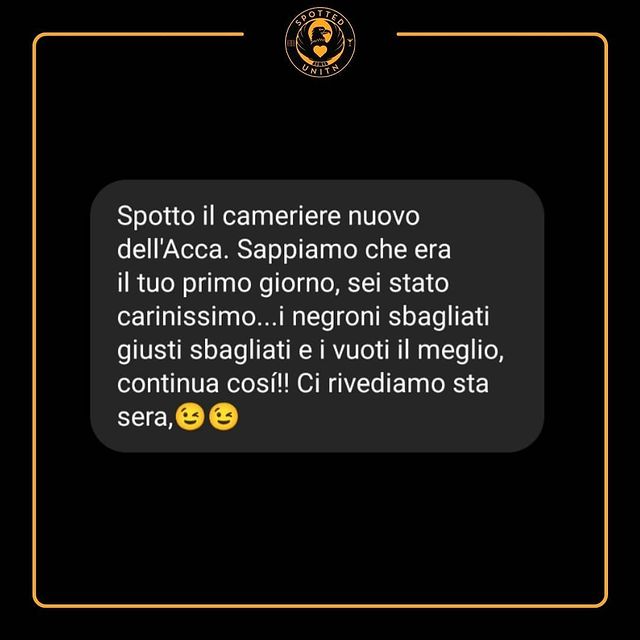 SPOTTED
UNITN
Spotto il cameriere nuovo
dell'Acca. Sappiamo che era
il tuo primo giorno, sei stato
carinissimo...i negroni sbagliati
giusti sbagliati e i vuoti il meglio,
continua cosí!! Ci rivediamo sta
sera,😉😉